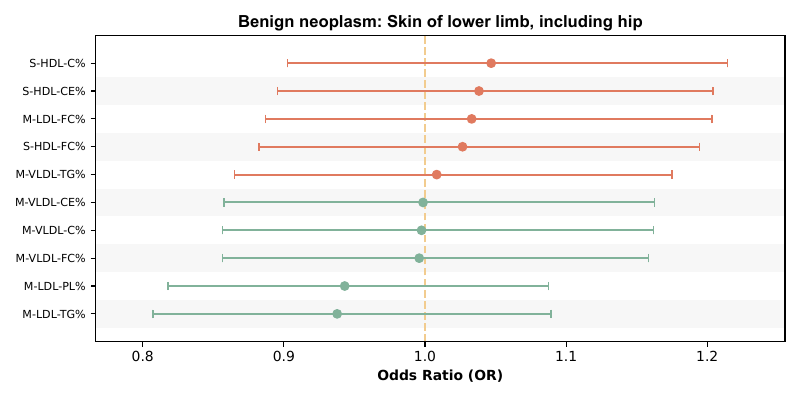 Benign neoplasm: Skin of lower limb, including hip
S-HDL-C%
S-HDL-CE%
M-LDL-FC%
S-HDL-FC%
M-VLDL-TG%
M-VLDL-CE%
M-VLDL-C%
M-VLDL-FC%
M-LDL-PL%
M-LDL-TG%
0.8 0.9 1.0 1.1 1.2
Odds Ratio (OR)